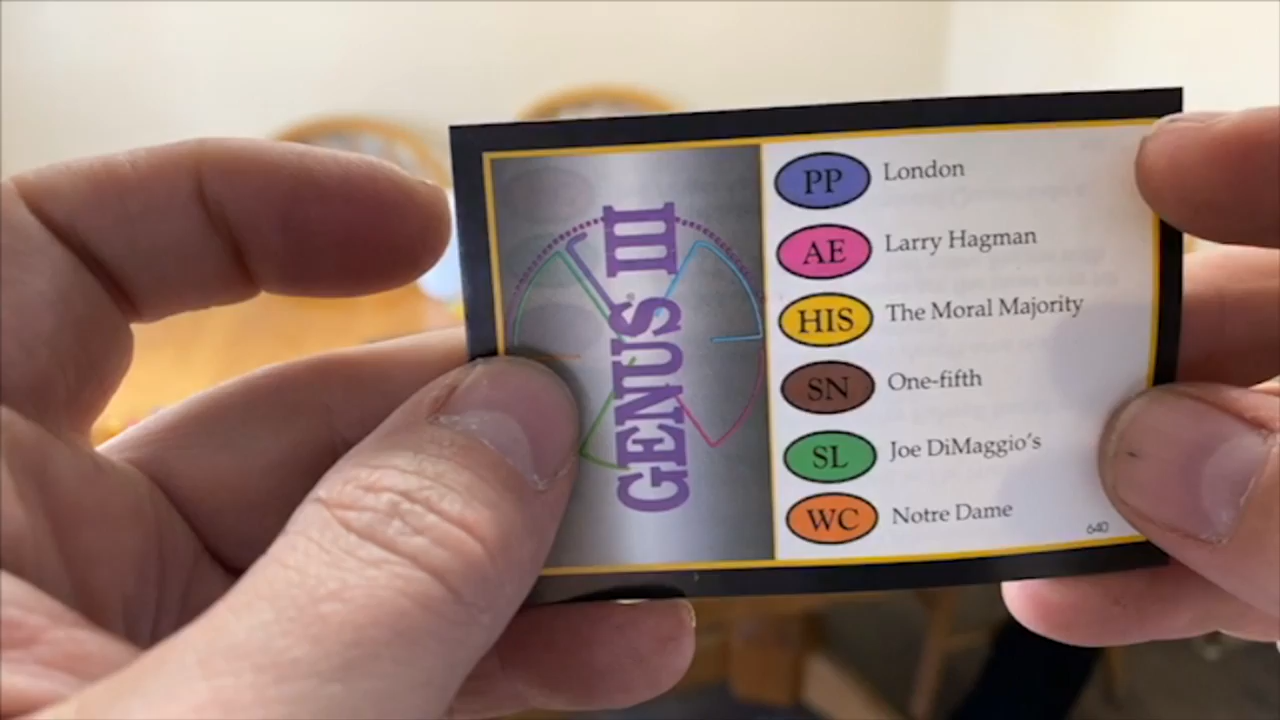 GENUS III
PP London
AE Larry Hagman
HIS The Moral Majority
SN One-fifth
SL Joe DiMaggio's
WC Notre Dame
640